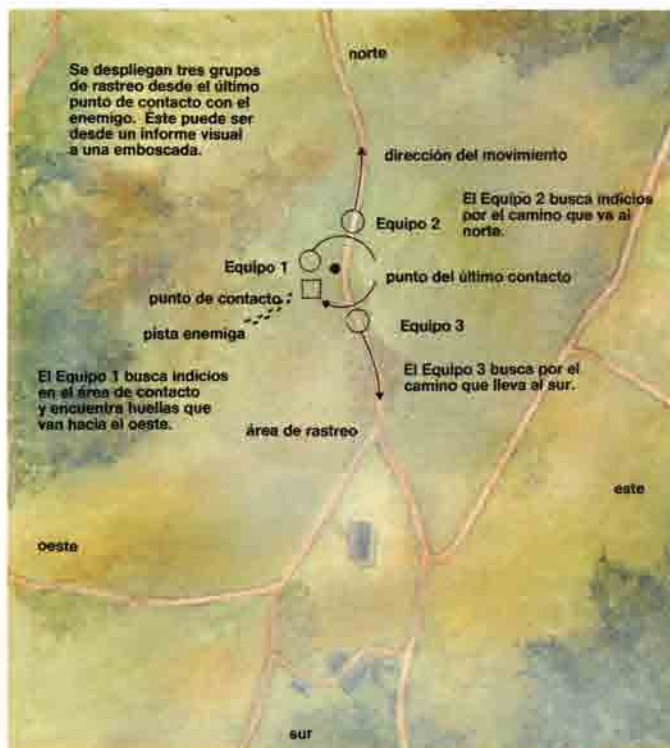 norte
Se despliegan tres grupos
de rastreo desde el último
punto de contacto con el
enemigo. Éste puede ser
desde un informe visual
a una emboscada.
dirección del movimiento
El Equipo 2 busca indicios
por el camino que va al
norte.
Equipo 2
Equipo 1
punto del último contacto
punto de contacto
pista enemiga
Equipo 3
El Equipo 1 busca indicios
en el área de contacto
y encuentra huellas que
van hacia el oeste.
El Equipo 3 busca por el
camino que lleva al sur.
área de rastreo
este
oeste
sur